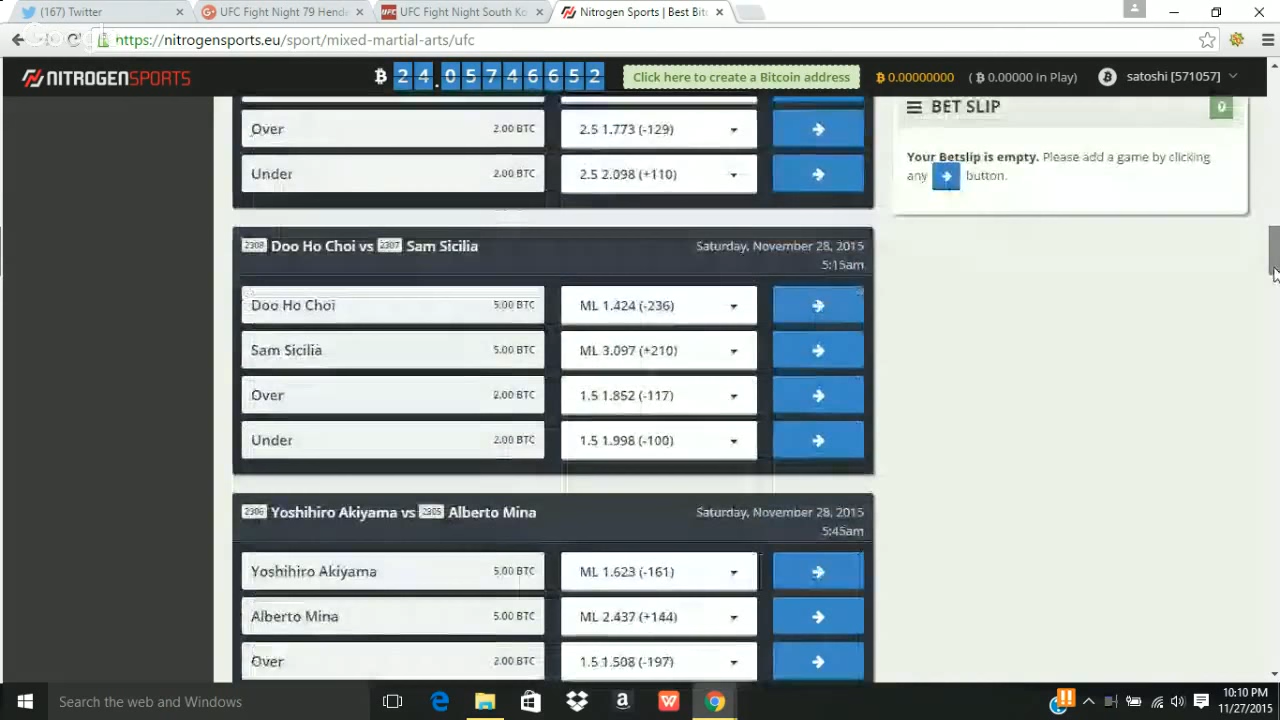 (167) Twitter
UFC Fight Night 79 Hende
UFC Fight Night South Ko
Nitrogen Sports | Best Bit
https://nitrogensports.eu/sport/mixed-martial-arts/ufc
NITROGENSPORTS
24.05746652
Click here to create a Bitcoin address
0.00000000
( 0.00000 In Play)
satoshi [571057]
Over 2.00 BTC 2.5 1.773 (-129)
Under 2.00 BTC 2.5 2.098 (+110)
BET SLIP 0
Your Betslip is empty. Please add a game by clicking
any button.
2308 Doo Ho Choi vs 2307 Sam Sicilia Saturday, November 28, 2015
5:15am
Doo Ho Choi 5.00 BTC ML 1.424 (-236)
Sam Sicilia 5.00 BTC ML 3.097 (+210)
Over 2.00 BTC 1.5 1.852 (-117)
Under 2.00 BTC 1.5 1.998 (-100)
2306 Yoshihiro Akiyama vs 2305 Alberto Mina Saturday, November 28, 2015
5:45am
Yoshihiro Akiyama 5.00 BTC ML 1.623 (-161)
Alberto Mina 5.00 BTC ML 2.437 (+144)
Over 2.00 BTC 1.5 1.508 (-197)
Search the web and Windows
10:10 PM
11/27/2015